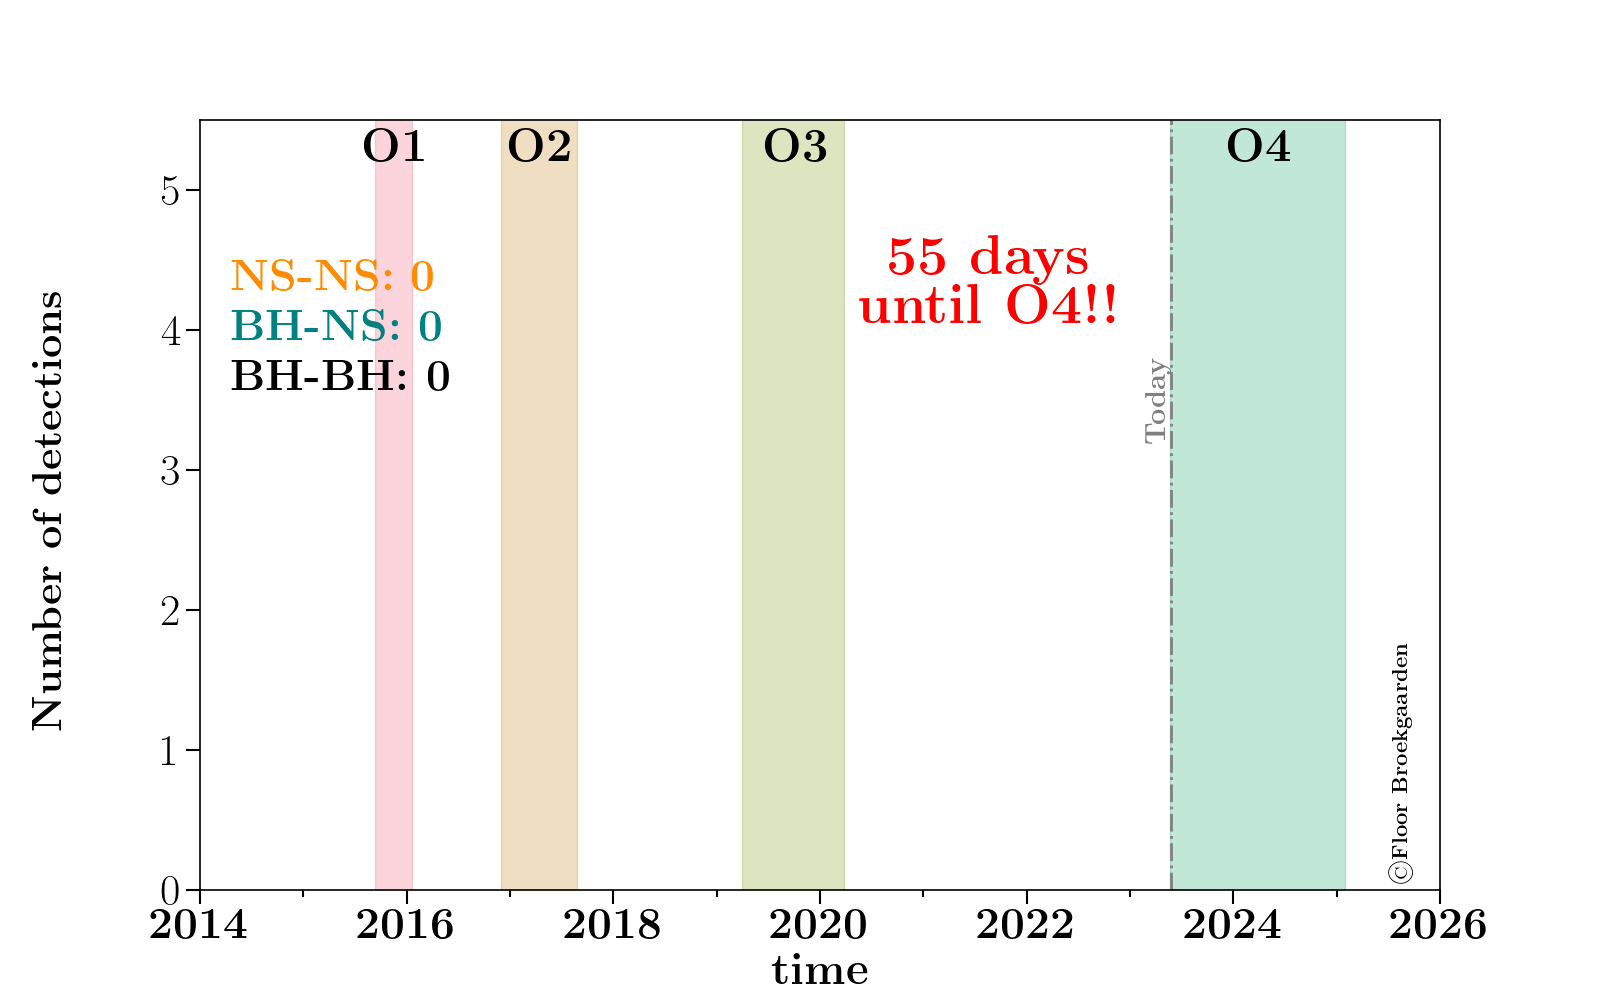 O1
O2
O3
O4
5
4
3
2
1
0
Number of detections
NS-NS: 0
BH-NS: 0
BH-BH: 0
55 days
until O4!!
Today
©Floor Broekgaarden
2014
2016
2018
2020
2022
2024
2026
time